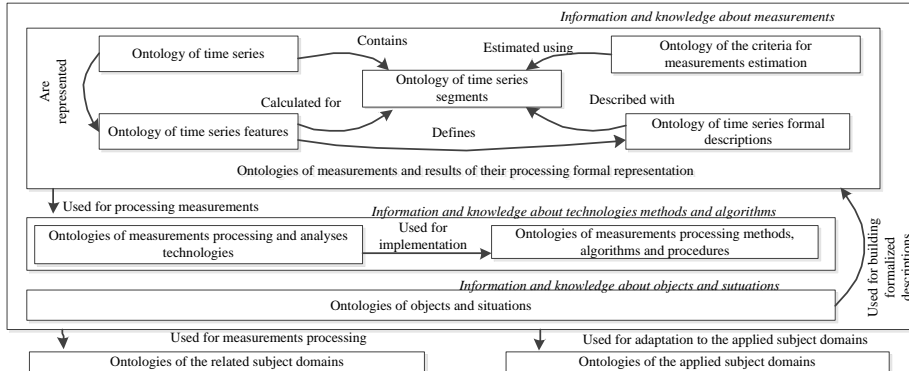 Information and knowledge about measurements
Ontology of time series
Contains
Estimated using
Ontology of the criteria for
measurements estimation
Are
represented
Ontology of time series
segments
Calculated for
Described with
Ontology of time series features
Defines
Ontology of time series formal
descriptions
Ontologies of measurements and results of their processing formal representation
Used for processing measurements
Information and knowledge about technologies methods and algorithms
Ontologies of measurements processing and analyses
technologies
Used for
implementation
Ontologies of measurements processing methods,
algorithms and procedures
Used for building
formalized
descriptions
Information and knowledge about objects and sutuations
Ontologies of objects and situations
Used for measurements processing
Used for adaptation to the applied subject domains
Ontologies of the related subject domains
Ontologies of the applied subject domains